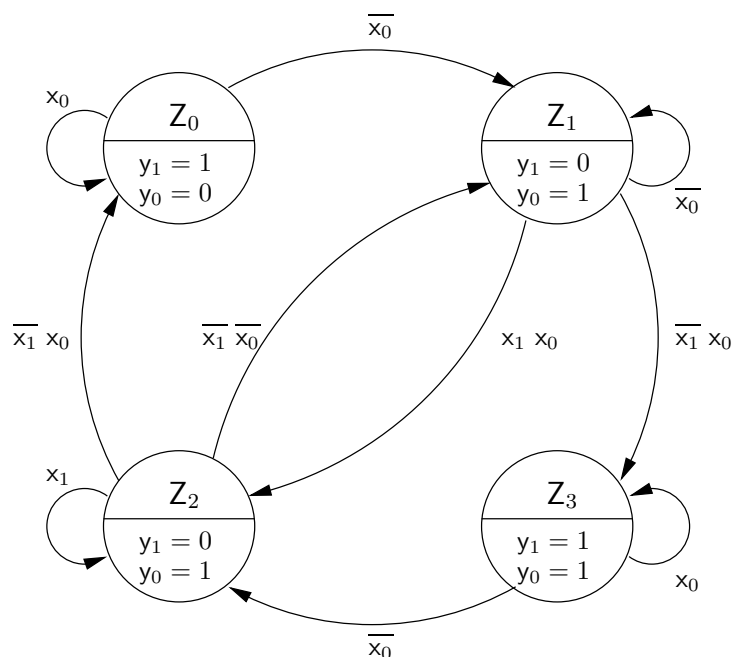 x̅₀
x₀
Z₀
y₁ = 1
y₀ = 0
Z₁
y₁ = 0
y₀ = 1
x̅₀
x̅₁ x₀
x̅₁ x̅₀
x₁ x₀
x̅₁ x₀
x₁
Z₂
y₁ = 0
y₀ = 1
Z₃
y₁ = 1
y₀ = 1
x₀
x̅₀